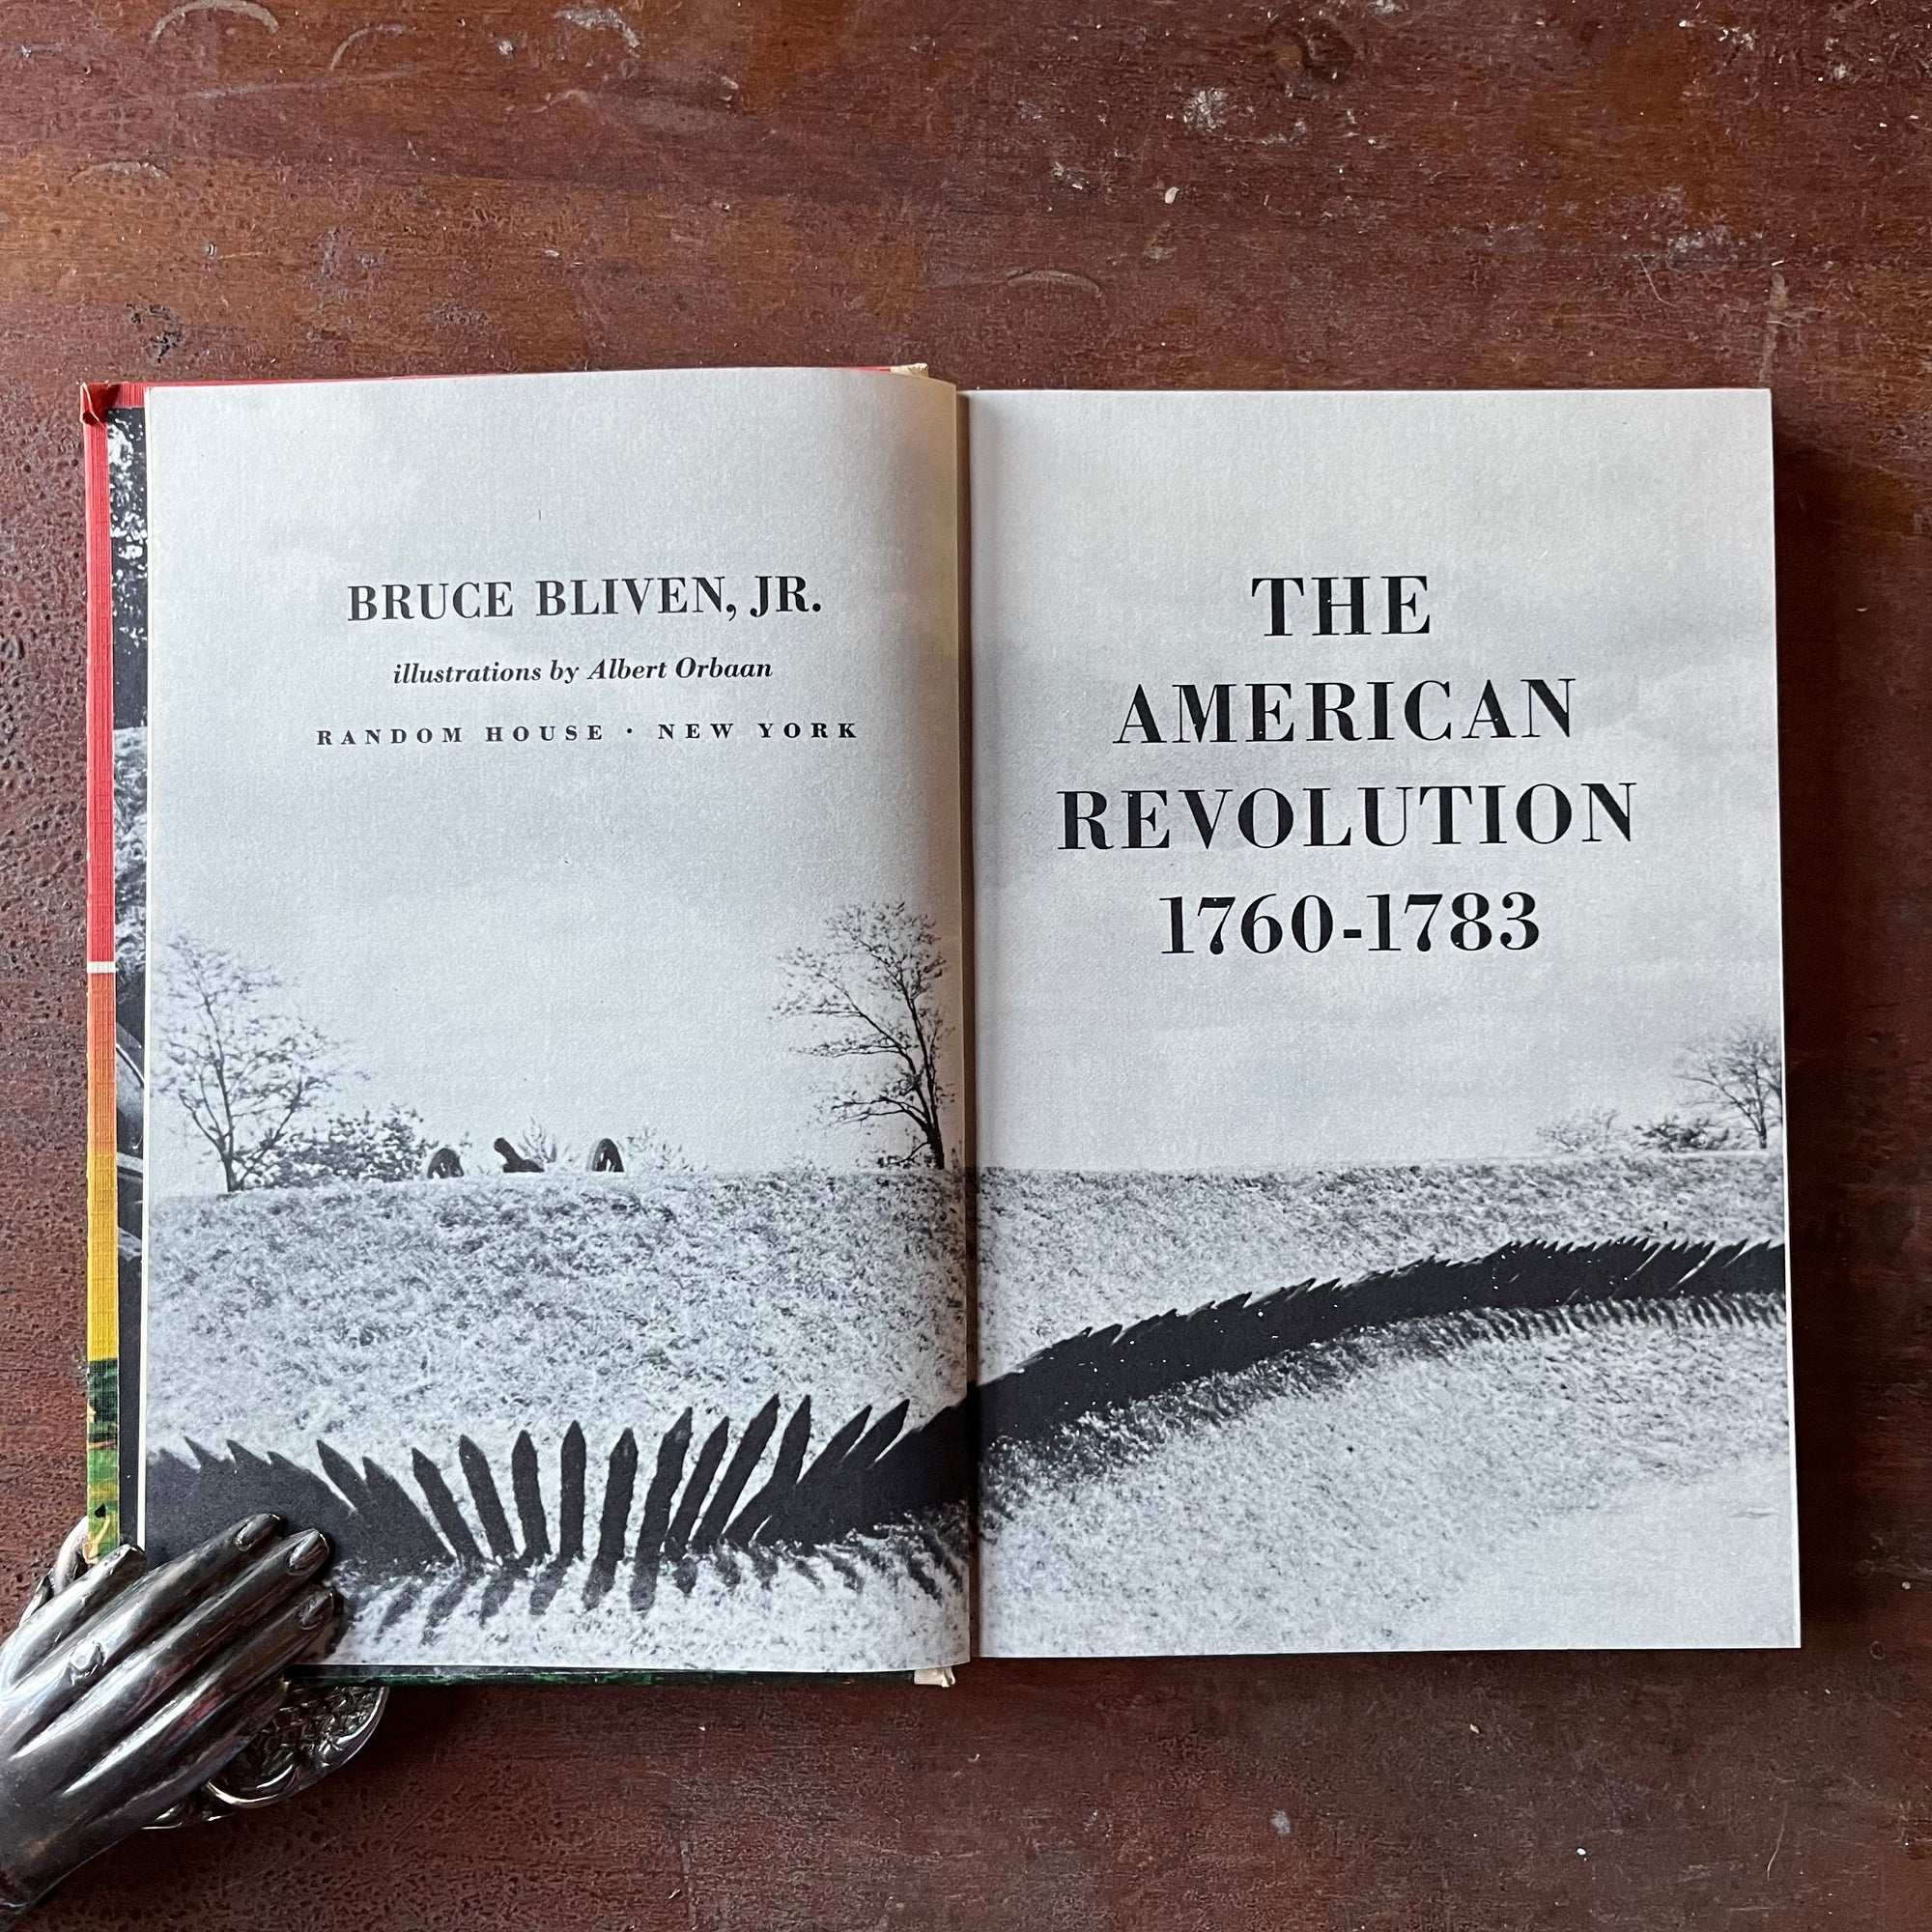 BRUCE BLIVEN, JR.
illustrations by Albert Orbaan
RANDOM HOUSE · NEW YORK
THE
AMERICAN
REVOLUTION
1760-1783